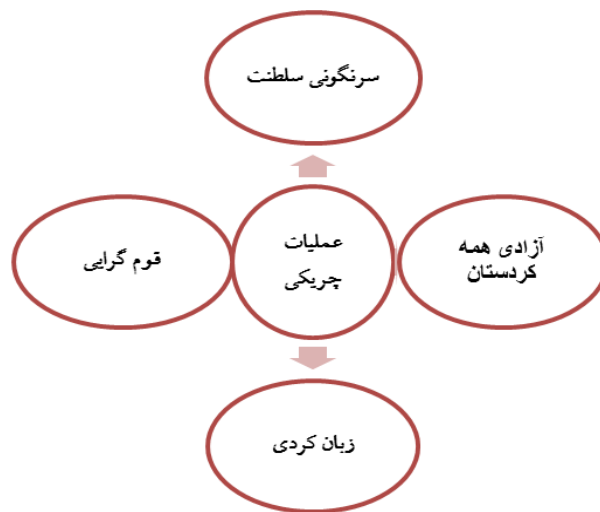 سرنگونی سلطنت
آزادی همه
کردستان
عملیات
چریکی
قوم گرایی
زبان کردی